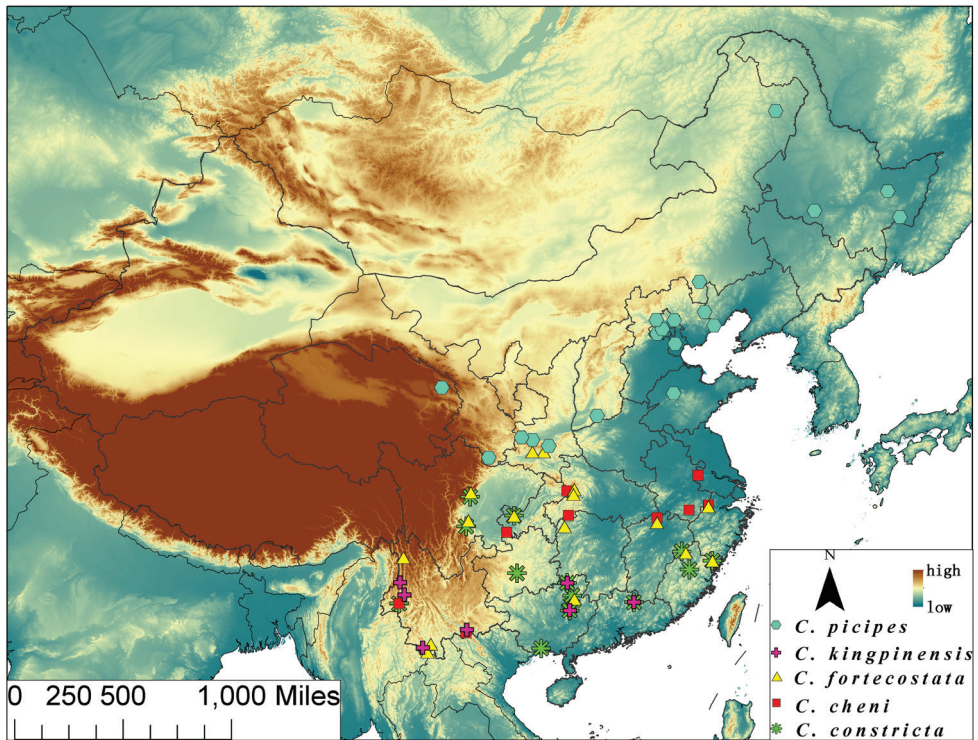 N
high
low
C. picipes
C. kingpinensis
C. fortecostata
C. cheni
C. constricta
0 250 500 1,000 Miles